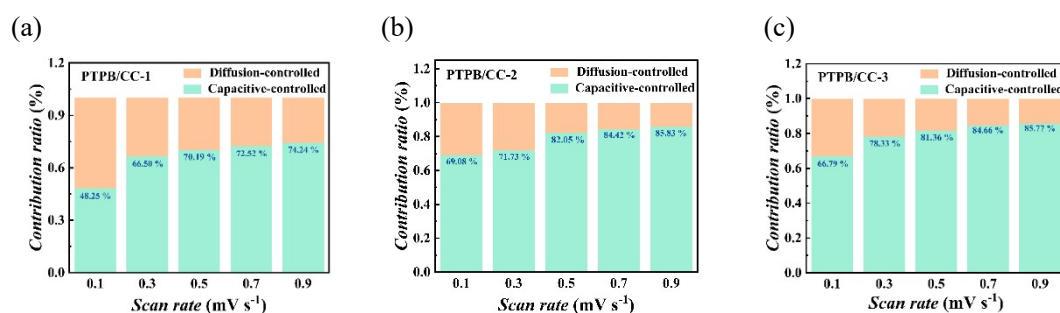 (a)
PTPB/CC-1
Diffusion-controlled
Capacitive-controlled
Contribution ratio (%)
1.2
0.9
0.6
0.3
0.0
48.25 %
66.50 %
70.19 %
72.52 %
74.24 %
0.1 0.3 0.5 0.7 0.9
Scan rate (mV s⁻¹)
(b)
PTPB/CC-2
Diffusion-controlled
Capacitive-controlled
Contribution ratio (%)
1.2
1.0
0.8
0.6
0.4
0.2
0.0
69.08 %
71.73 %
82.05 %
84.42 %
85.83 %
0.1 0.3 0.5 0.7 0.9
Scan rate (mV s⁻¹)
(c)
PTPB/CC-3
Diffusion-controlled
Capacitive-controlled
Contribution ratio (%)
1.2
1.0
0.8
0.6
0.4
0.2
0.0
66.79 %
78.33 %
81.36 %
84.66 %
85.77 %
0.1 0.3 0.5 0.7 0.9
Scan rate (mV s⁻¹)